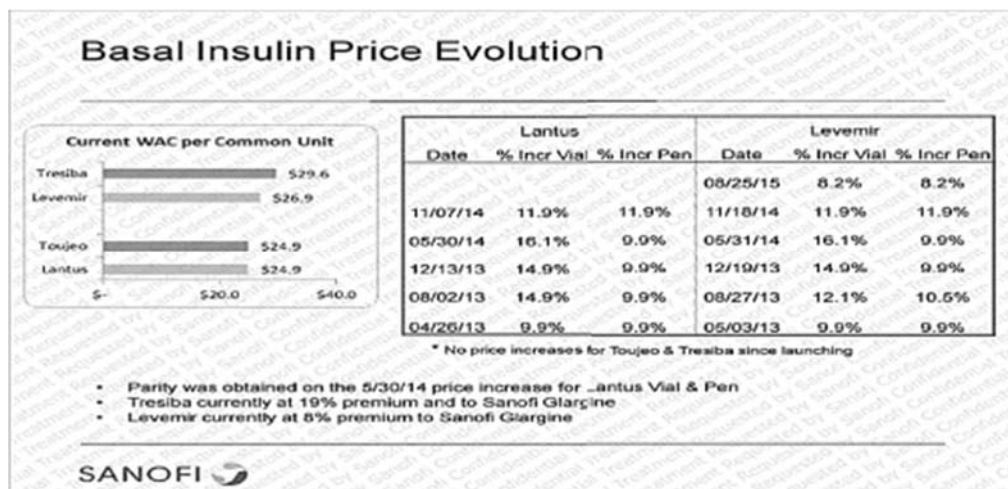 Basal Insulin Price Evolution
Current WAC per Common Unit
Tresiba $29.6
Levemir $26.9
Toujeo $24.9
Lantus $24.9
$- $20.0 $40.0
Lantus Levemir
Date % Incr Vial % Incr Pen Date % Incr Vial % Incr Pen
08/25/15 8.2% 8.2%
11/07/14 11.9% 11.9% 11/18/14 11.9% 11.9%
05/30/14 16.1% 9.9% 05/31/14 16.1% 9.9%
12/13/13 14.9% 9.9% 12/19/13 14.9% 9.9%
08/02/13 14.9% 9.9% 08/27/13 12.1% 10.5%
04/26/13 9.9% 9.9% 05/03/13 9.9% 9.9%
* No price increases for Toujeo & Tresiba since launching
• Parity was obtained on the 5/30/14 price increase for Lantus Vial & Pen
• Tresiba currently at 19% premium and to Sanofi Glargine
• Levemir currently at 8% premium to Sanofi Glargine
SANOFI